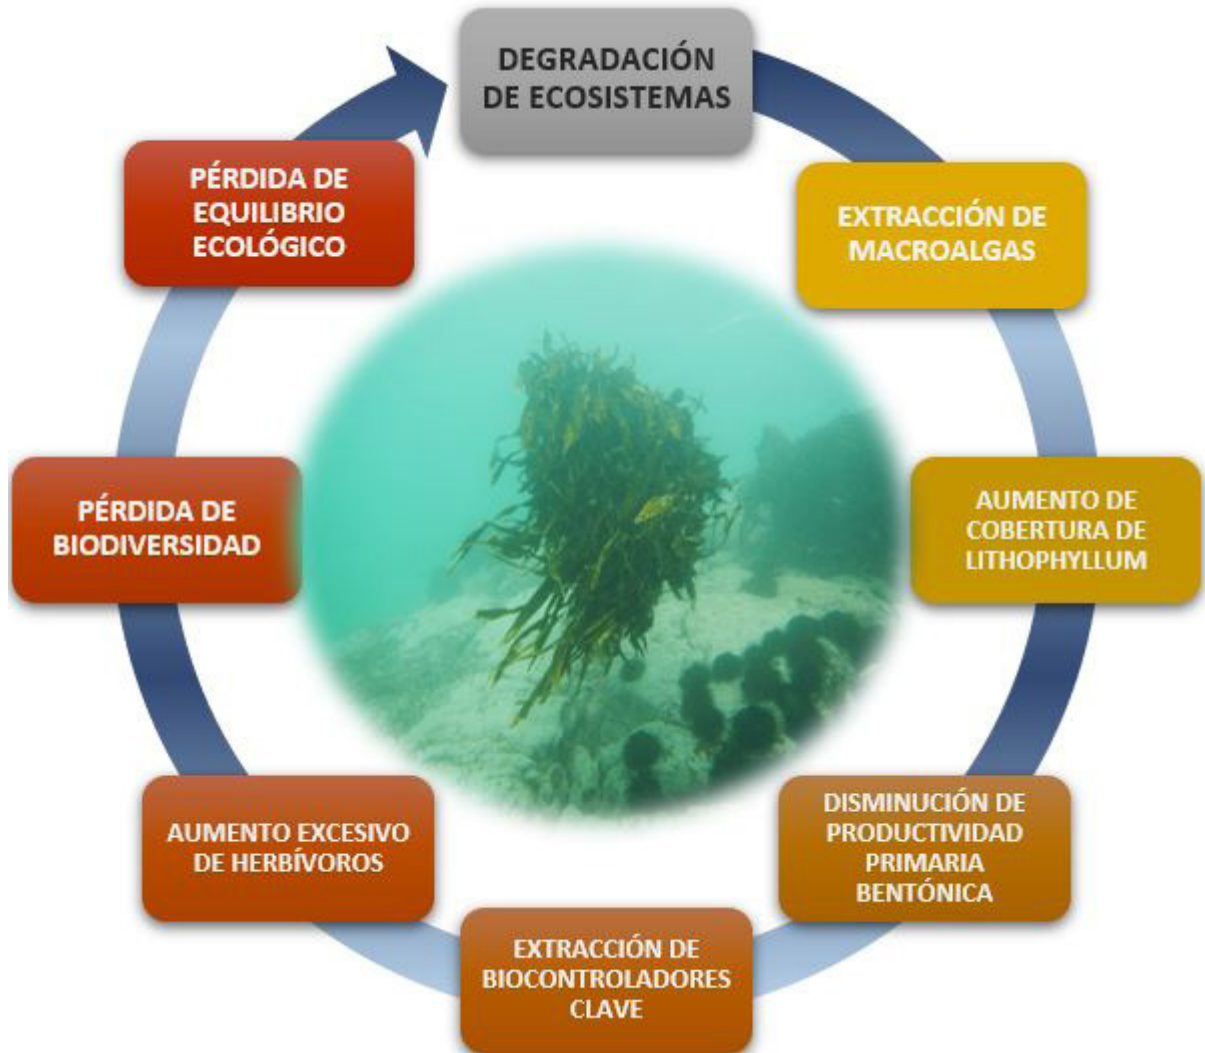 DEGRADACIÓN
DE ECOSISTEMAS
EXTRACCIÓN DE
MACROALGAS
AUMENTO DE
COBERTURA DE
LITHOPHYLLUM
DISMINUCIÓN DE
PRODUCTIVIDAD
PRIMARIA
BENTÓNICA
EXTRACCIÓN DE
BIOCONTROLADORES
CLAVE
AUMENTO EXCESIVO
DE HERBÍVOROS
PÉRDIDA DE
BIODIVERSIDAD
PÉRDIDA DE
EQUILIBRIO
ECOLÓGICO